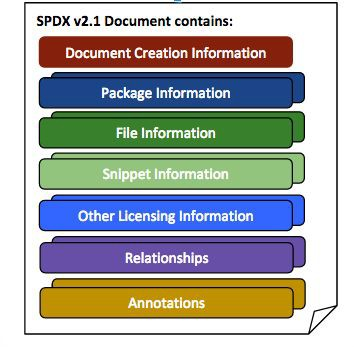 SPDX v2.1 Document contains:
Document Creation Information
Package Information
File Information
Snippet Information
Other Licensing Information
Relationships
Annotations